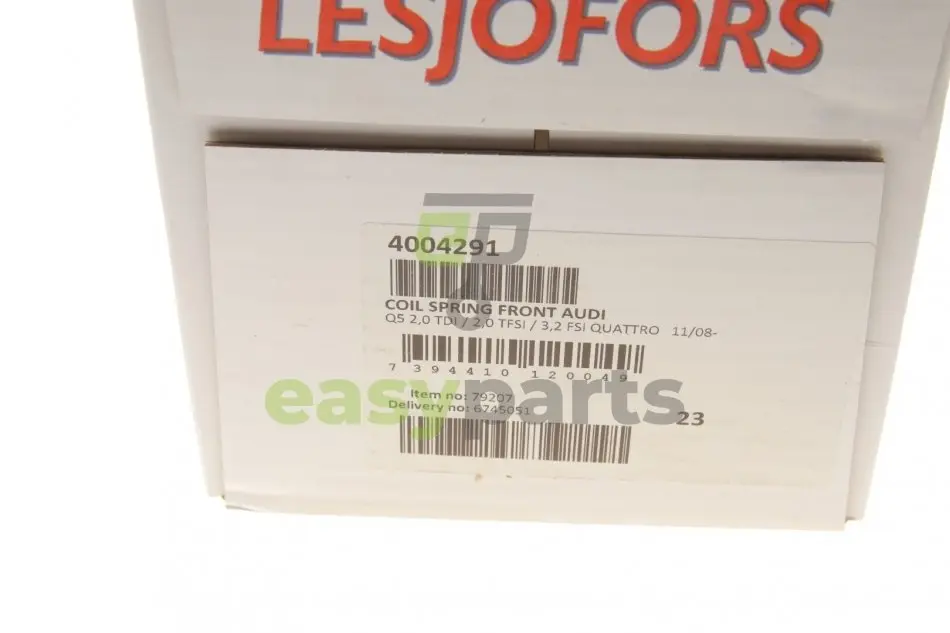 LESJOFORS
4004291
COIL SPRING FRONT AUDI
Q5 2,0 TDI / 2,0 TFSI / 3,2 FSI QUATTRO 11/08-
7 394410 120049
easyparts
Item no: 79207
Delivery no: 6745051
23